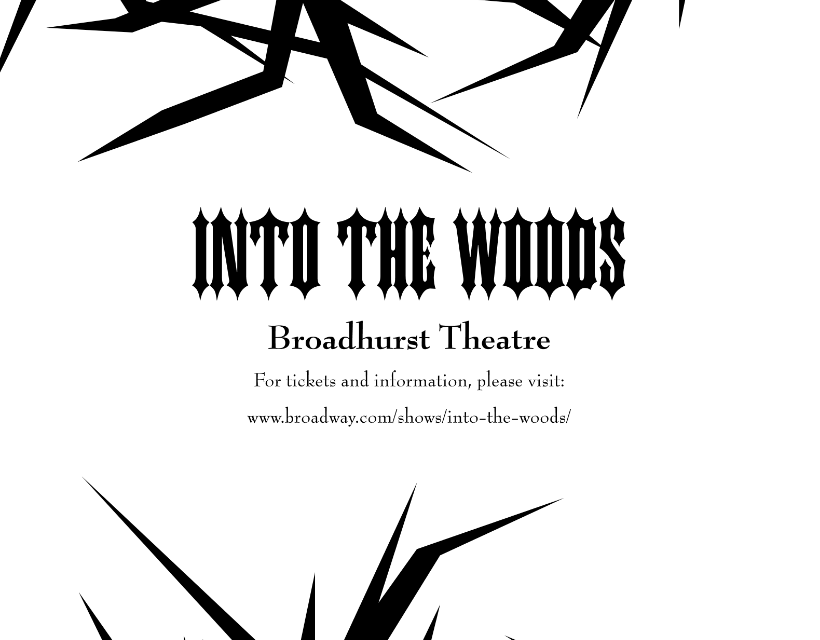 INTO THE WOODS
Broadhurst Theatre
For tickets and information, please visit:
www.broadway.com/shows/into-the-woods/